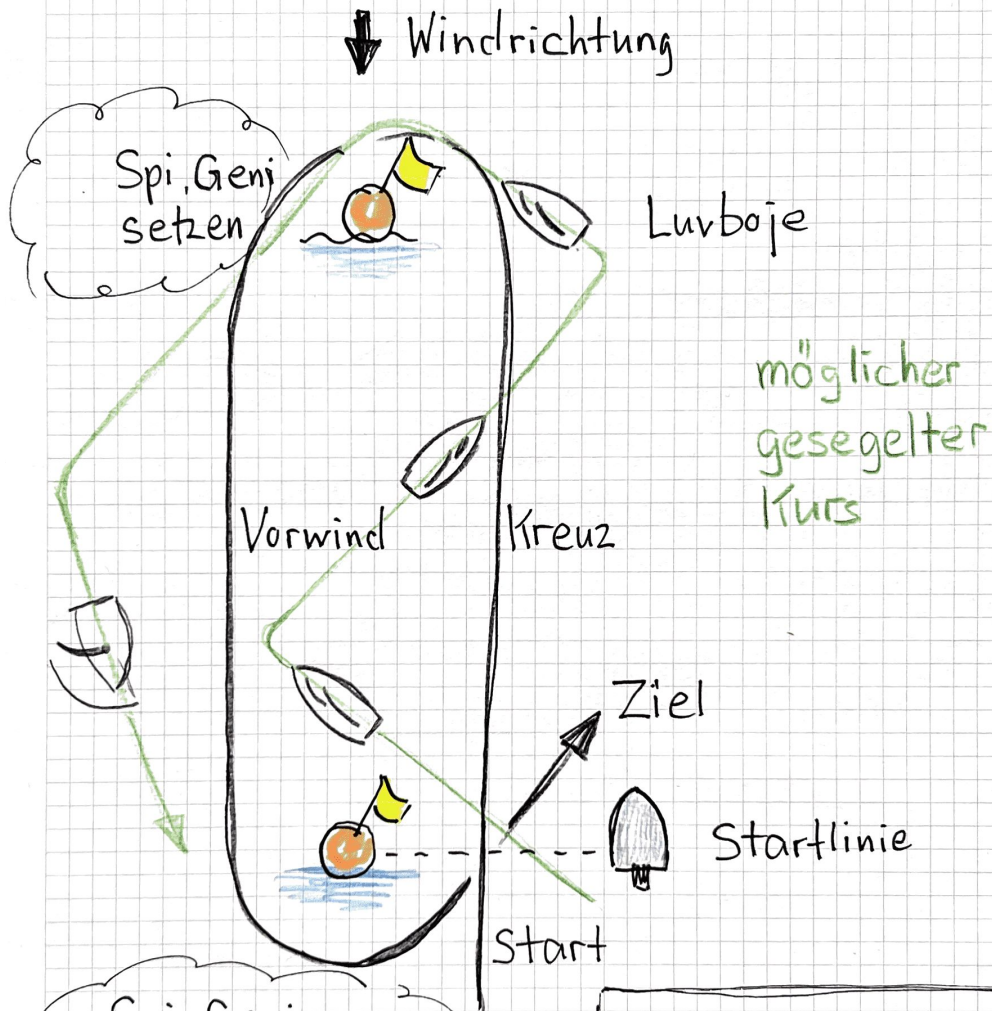 Windrichtung
Spi, Geni
setzen
Luvboje
möglicher
gesegelter
Kurs
Vorwind
Kreuz
Ziel
Startlinie
Start